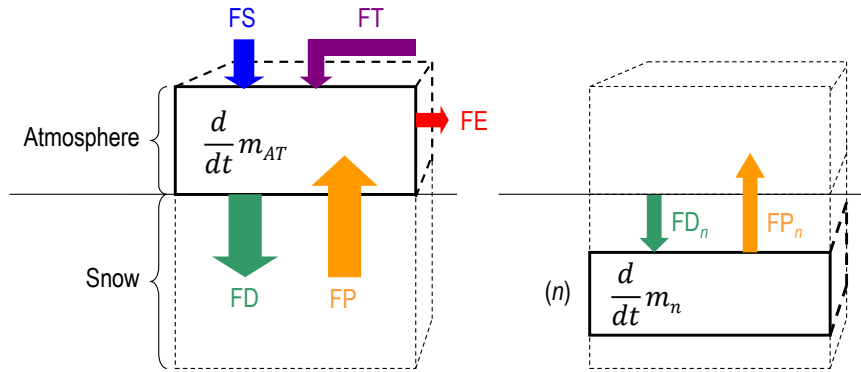 FS
FT
Atmosphere
d/dt m_AT
FE
Snow
FD
FP
FD_n
FP_n
(n)
d/dt m_n